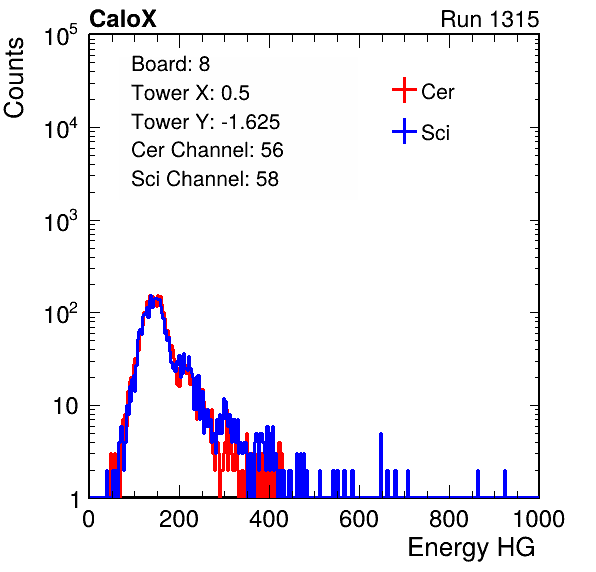 CaloX Run 1315
Counts
Board: 8
Tower X: 0.5
Tower Y: -1.625
Cer Channel: 56
Sci Channel: 58
Cer
Sci
10^5
10^4
10^3
10^2
10
1
0 200 400 600 800 1000
Energy HG